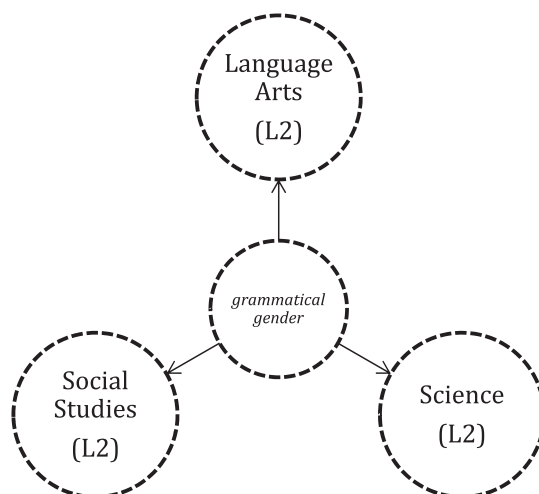 Language
Arts
(L2)
grammatical
gender
Social
Studies
(L2)
Science
(L2)